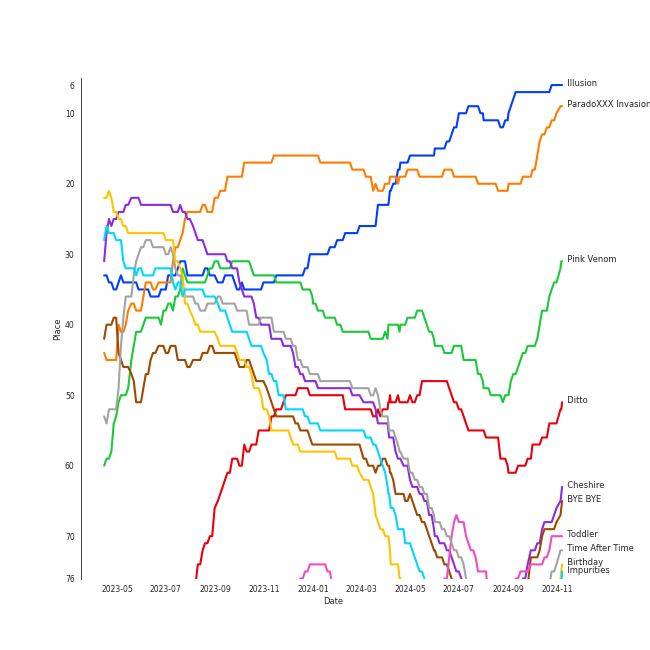 6
10
20
30
40
50
60
70
76
Place
2023-05
2023-07
2023-09
2023-11
2024-01
2024-03
2024-05
2024-07
2024-09
2024-11
Date
Illusion
ParadoXXX Invasion
Pink Venom
Ditto
Cheshire
BYE BYE
Toddler
Time After Time
Birthday
Impurities